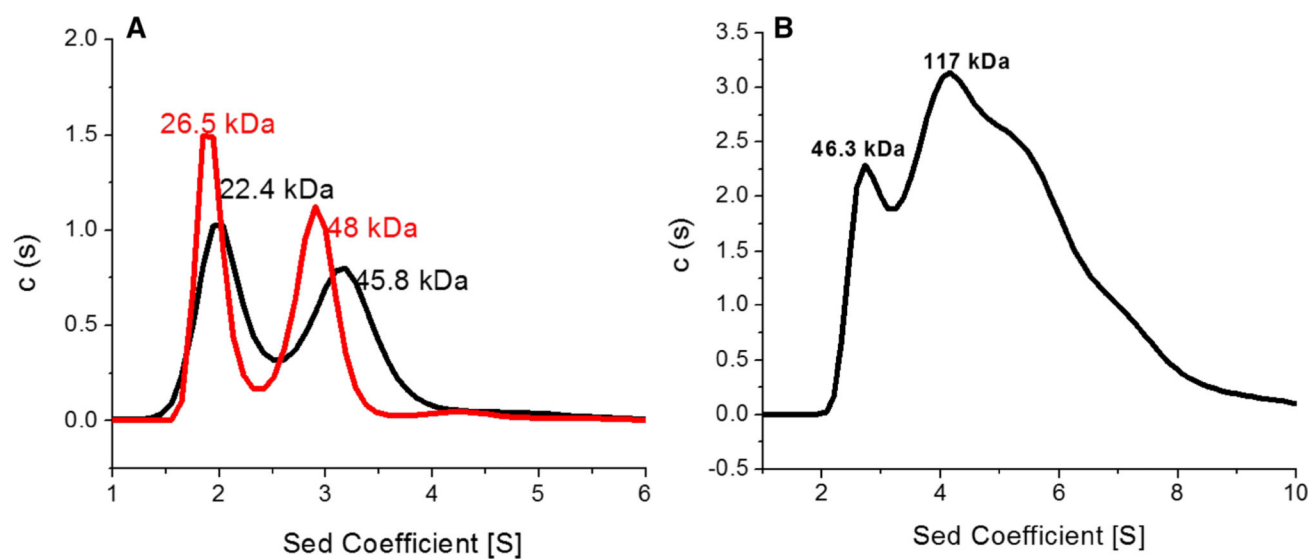 A
2.0
1.5
1.0
0.5
0.0
c (s)
26.5 kDa
22.4 kDa
48 kDa
45.8 kDa
1 2 3 4 5 6
Sed Coefficient [S]
B
3.5
3.0
2.5
2.0
1.5
1.0
0.5
0.0
-0.5
c (s)
117 kDa
46.3 kDa
2 4 6 8 10
Sed Coefficient [S]